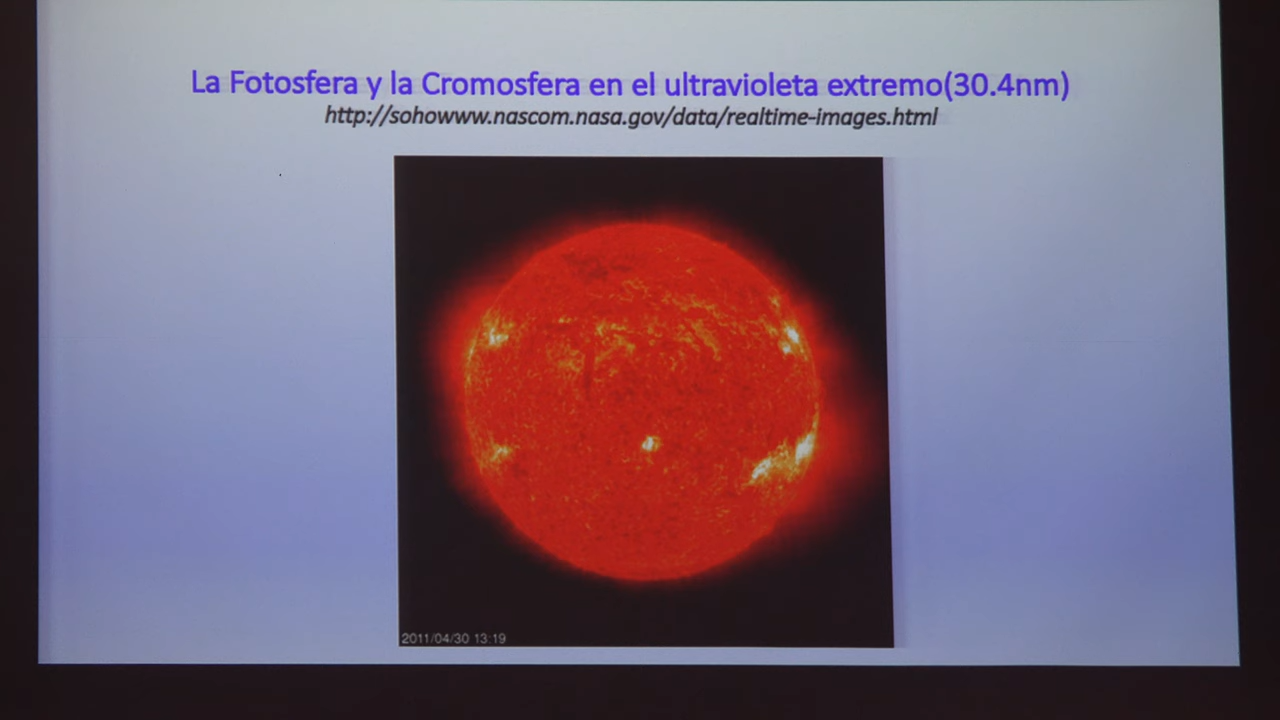 La Fotosfera y la Cromosfera en el ultravioleta extremo(30.4nm)
http://sohowww.nascom.nasa.gov/data/realtime-images.html
2011/04/30 13:19